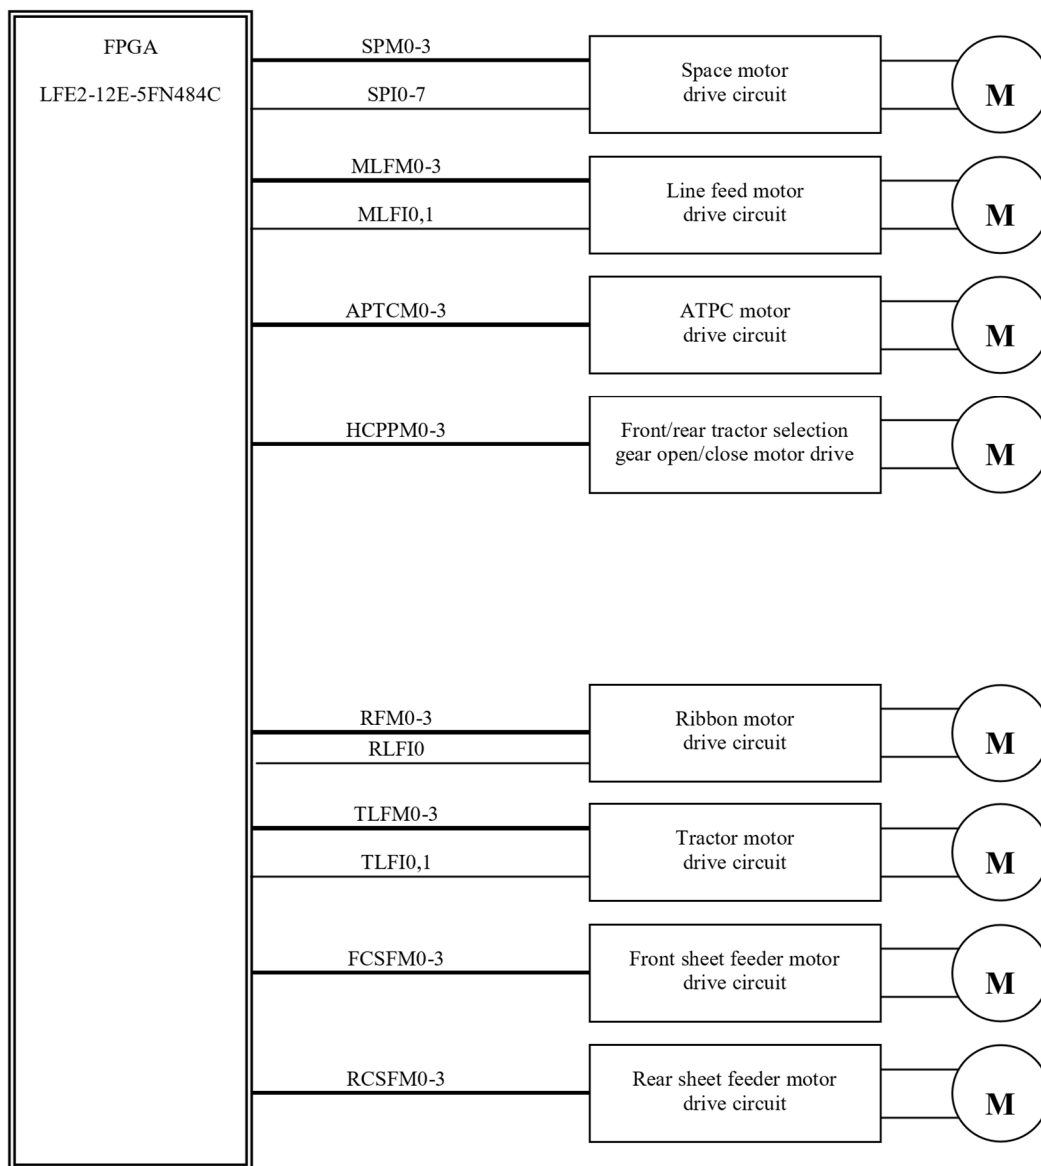 FPGA
LFE2-12E-5FN484C
SPM0-3
SPI0-7
Space motor
drive circuit
M
MLFM0-3
MLFI0,1
Line feed motor
drive circuit
M
APTCM0-3
ATPC motor
drive circuit
M
HCPPM0-3
Front/rear tractor selection
gear open/close motor drive
M
RFM0-3
RLFI0
Ribbon motor
drive circuit
M
TLFM0-3
TLFI0,1
Tractor motor
drive circuit
M
FCSFM0-3
Front sheet feeder motor
drive circuit
M
RCSFM0-3
Rear sheet feeder motor
drive circuit
M